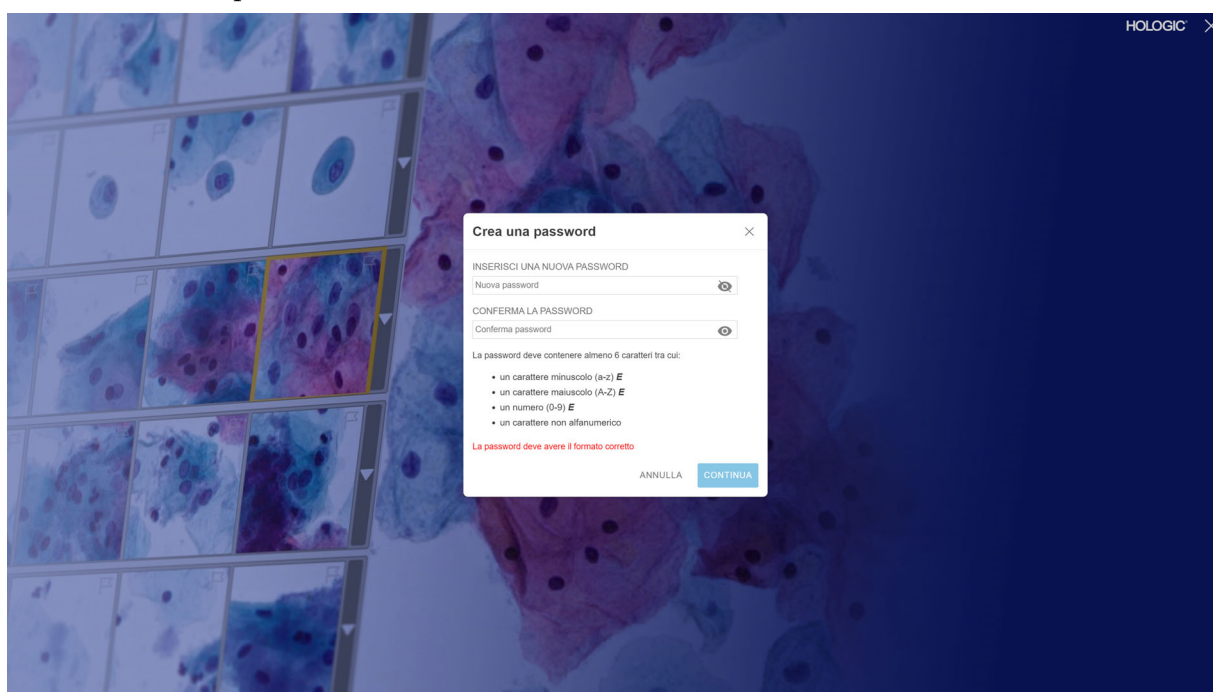 HOLOGIC
Crea una password
INSERISCI UNA NUOVA PASSWORD
Nuova password
CONFERMA LA PASSWORD
Conferma password
La password deve contenere almeno 6 caratteri tra cui:
• un carattere minuscolo (a-z) E
• un carattere maiuscolo (A-Z) E
• un numero (0-9) E
• un carattere non alfanumerico
La password deve avere il formato corretto
ANNULLA CONTINUA